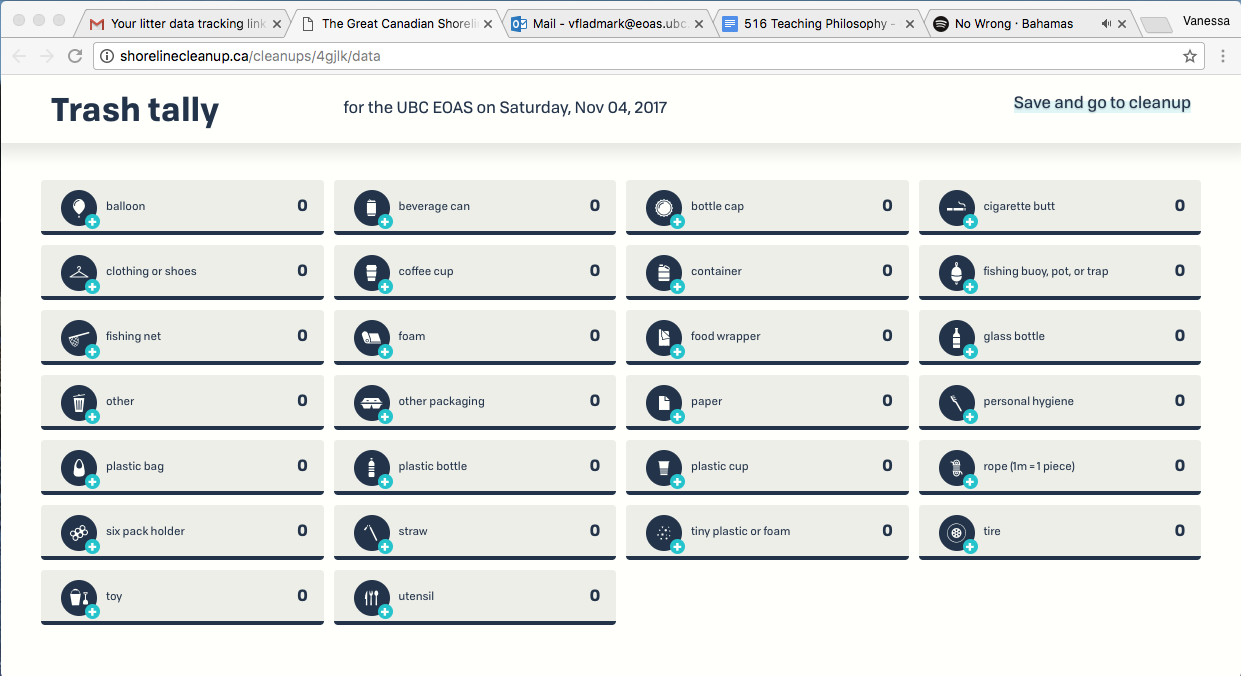 Your litter data tracking link
The Great Canadian Shoreli
Mail - vfladmark@eoas.ubc.
516 Teaching Philosophy -
No Wrong · Bahamas
Vanessa
shorelinecleanup.ca/cleanups/4gjlk/data
Trash tally
for the UBC EOAS on Saturday, Nov 04, 2017
Save and go to cleanup
balloon 0
beverage can 0
bottle cap 0
cigarette butt 0
clothing or shoes 0
coffee cup 0
container 0
fishing buoy, pot, or trap 0
fishing net 0
foam 0
food wrapper 0
glass bottle 0
other 0
other packaging 0
paper 0
personal hygiene 0
plastic bag 0
plastic bottle 0
plastic cup 0
rope (1m = 1 piece) 0
six pack holder 0
straw 0
tiny plastic or foam 0
tire 0
toy 0
utensil 0